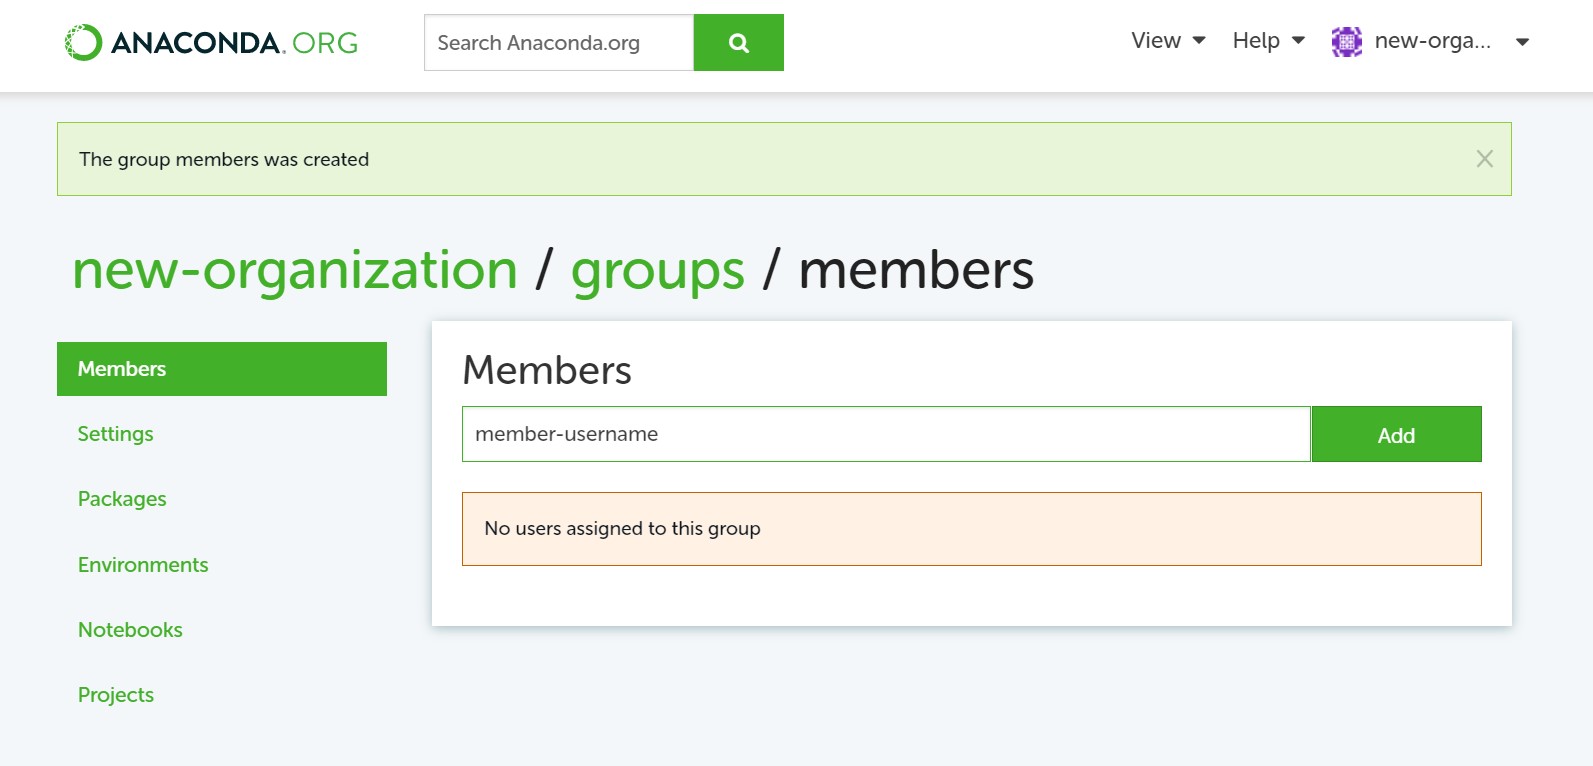 ANACONDA.ORG
Search Anaconda.org
View
Help
new-orga...
The group members was created
new-organization / groups / members
Members
Settings
Packages
Environments
Notebooks
Projects
Members
member-username
Add
No users assigned to this group